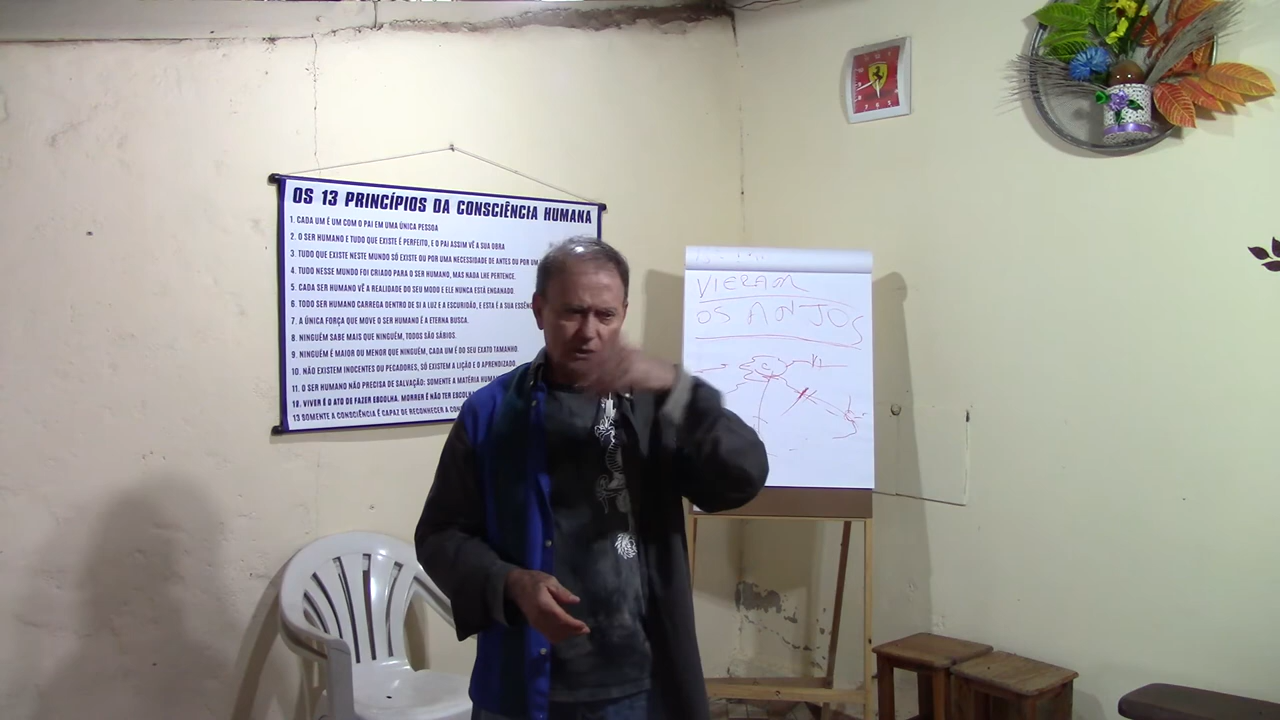 OS 13 PRINCÍPIOS DA CONSCIÊNCIA HUMANA
1. CADA UM É UM COM O PAI EM UMA ÚNICA PESSOA
2. O SER HUMANO E TUDO QUE EXISTE É PERFEITO, E O PAI ASSIM VÊ A SUA OBRA
3. TUDO QUE EXISTE NESTE MUNDO SÓ EXISTE OU POR UMA NECESSIDADE DE ANTES OU POR UM
4. TUDO NESSE MUNDO FOI CRIADO PARA O SER HUMANO, MAS NADA LHE PERTENCE.
5. CADA SER HUMANO VÊ A REALIDADE DO SEU MODO E ELE NUNCA ESTÁ ENGANADO.
6. TODO SER HUMANO CARREGA DENTRO DE SI A LUZ E A ESCURIDÃO, E ESTA É A SUA
7. A ÚNICA FORÇA QUE MOVE O SER HUMANO É A ETERNA BUSCA.
8. NINGUÉM SABE MAIS QUE NINGUÉM, TODOS SÃO SÁBIOS.
9. NINGUÉM É MAIOR OU MENOR QUE NINGUÉM, CADA UM É DO SEU EXATO TAMANHO.
10. NÃO EXISTEM INOCENTES OU PECADORES, SÓ EXISTEM A LIÇÃO E O APRENDIZADO.
11. O SER HUMANO NÃO PRECISA DE SALVAÇÃO: SOMENTE A MATÉRIA
12. VIVER É O ATO DE FAZER ESCOLHA. MORRER É NÃO TER
13 SOMENTE A CONSCIÊNCIA É CAPAZ DE RECONHECER A
VIERAM
OS ANJOS